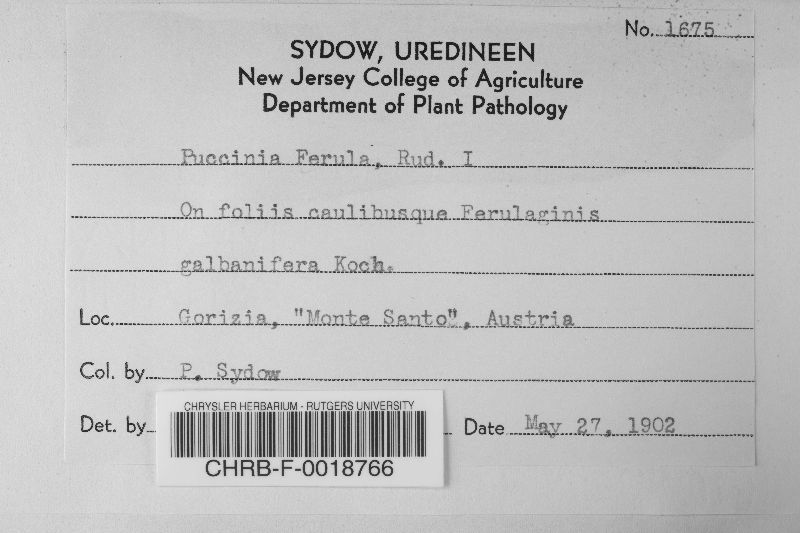 No. 1675
SYDOW, UREDINEEN
New Jersey College of Agriculture
Department of Plant Pathology
Puccinia Ferula, Rud. I
On foliis caulibusque Ferulaginis
galbanifera Koch.
Loc. Gorizia, "Monte Santo", Austria
Col. by P. Sydow
Det. by Date May 27, 1902
CHRYSLER HERBARIUM - RUTGERS UNIVERSITY
CHRB-F-0018766